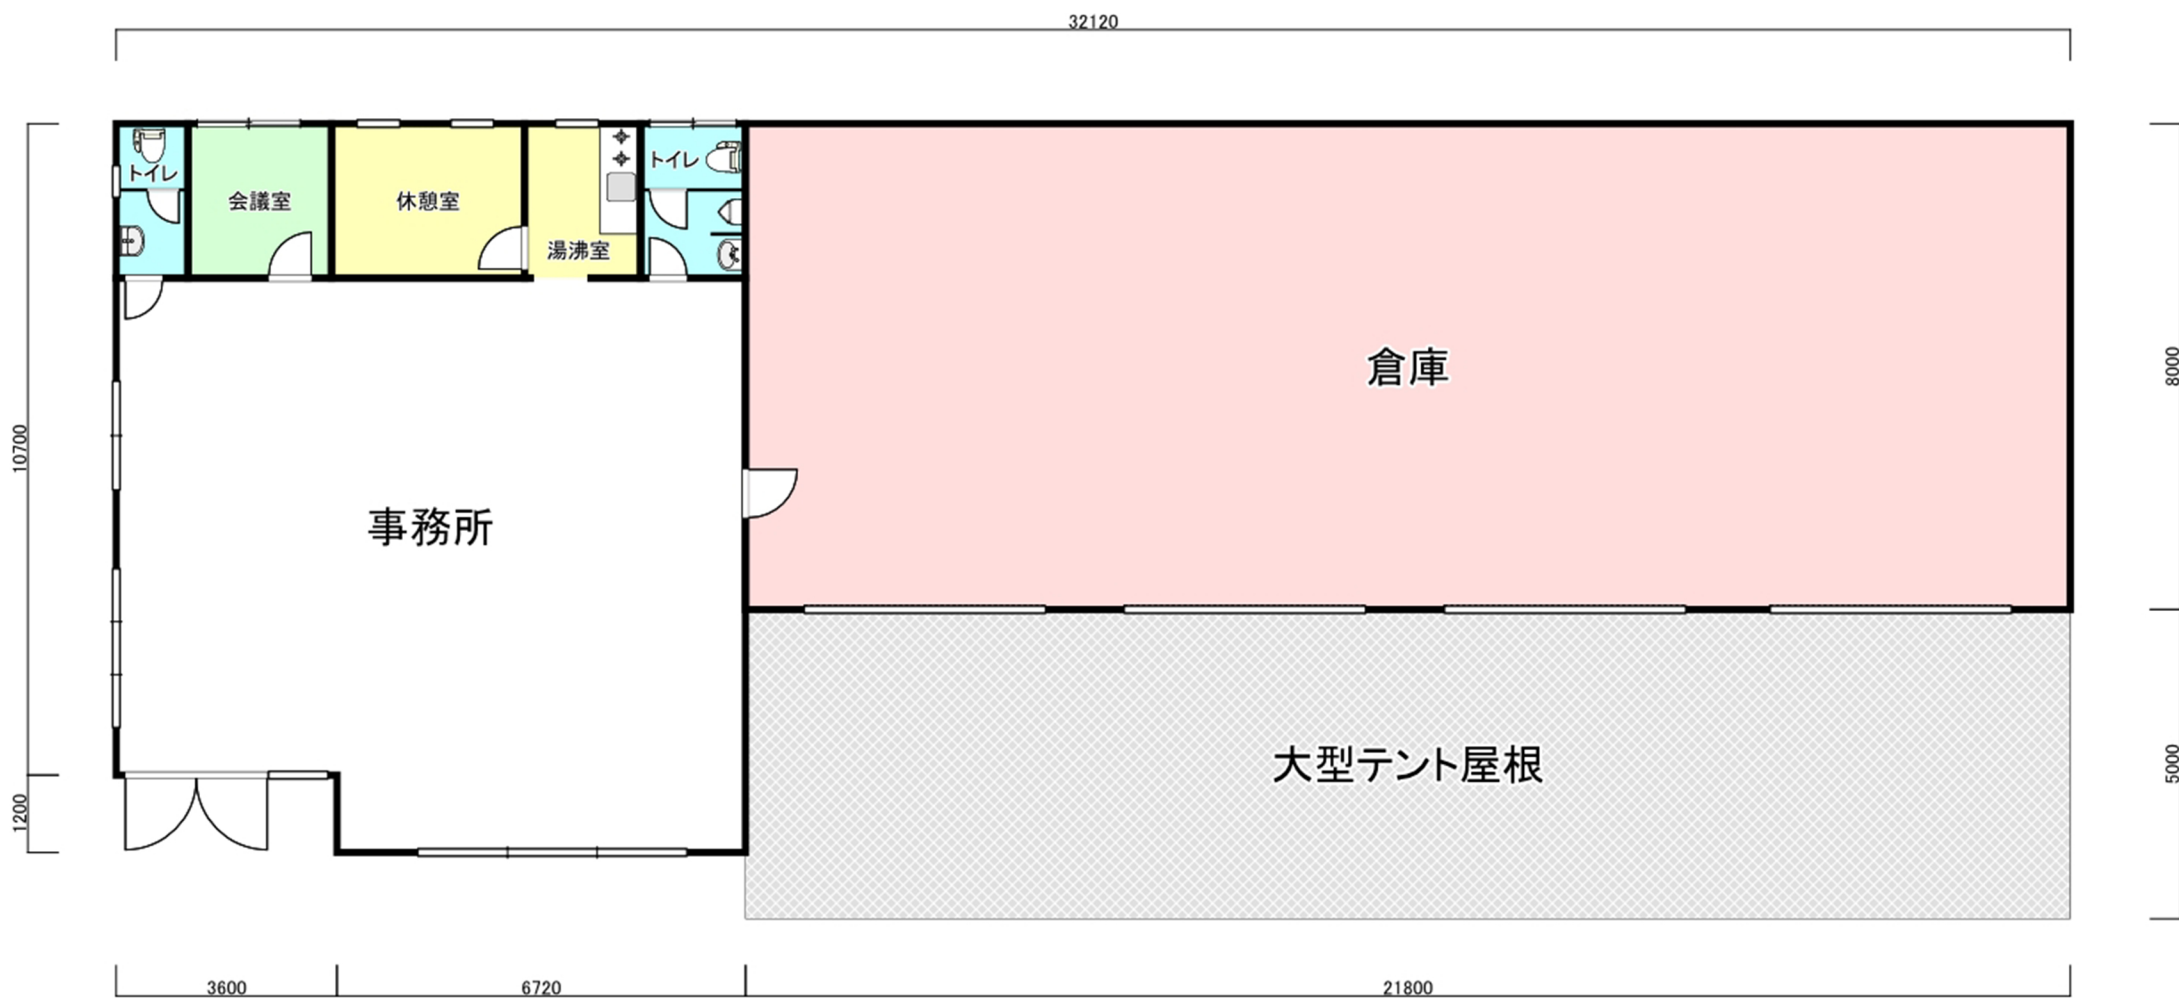 32120
トイレ
会議室
休憩室
湯沸室
トイレ
倉庫
8000
10700
事務所
大型テント屋根
5000
1200
3600
6720
21800